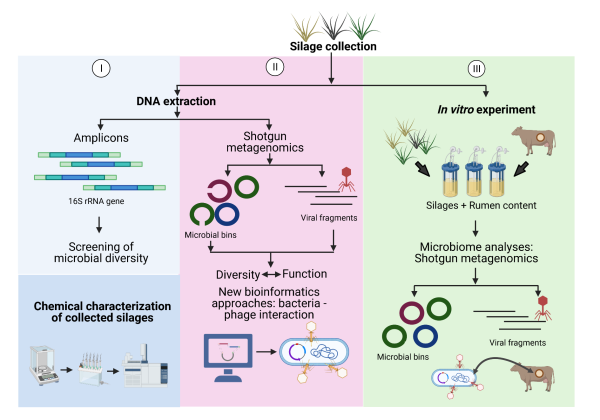 Silage collection
I
II
III
DNA extraction
In vitro experiment
Amplicons
Shotgun
metagenomics
16S rRNA gene
Screening of
microbial diversity
Microbial bins
Viral fragments
Diversity
Function
New bioinformatics
approaches: bacteria -
phage interaction
Chemical characterization
of collected silages
Silages + Rumen content
Microbiome analyses:
Shotgun metagenomics
Microbial bins
Viral fragments